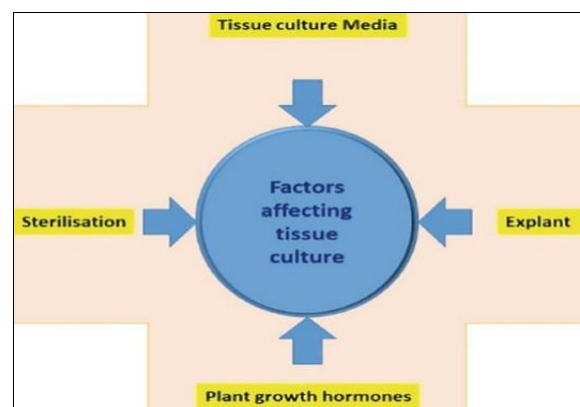 Tissue culture Media
Factors
affecting
tissue
culture
Sterilisation
Explant
Plant growth hormones